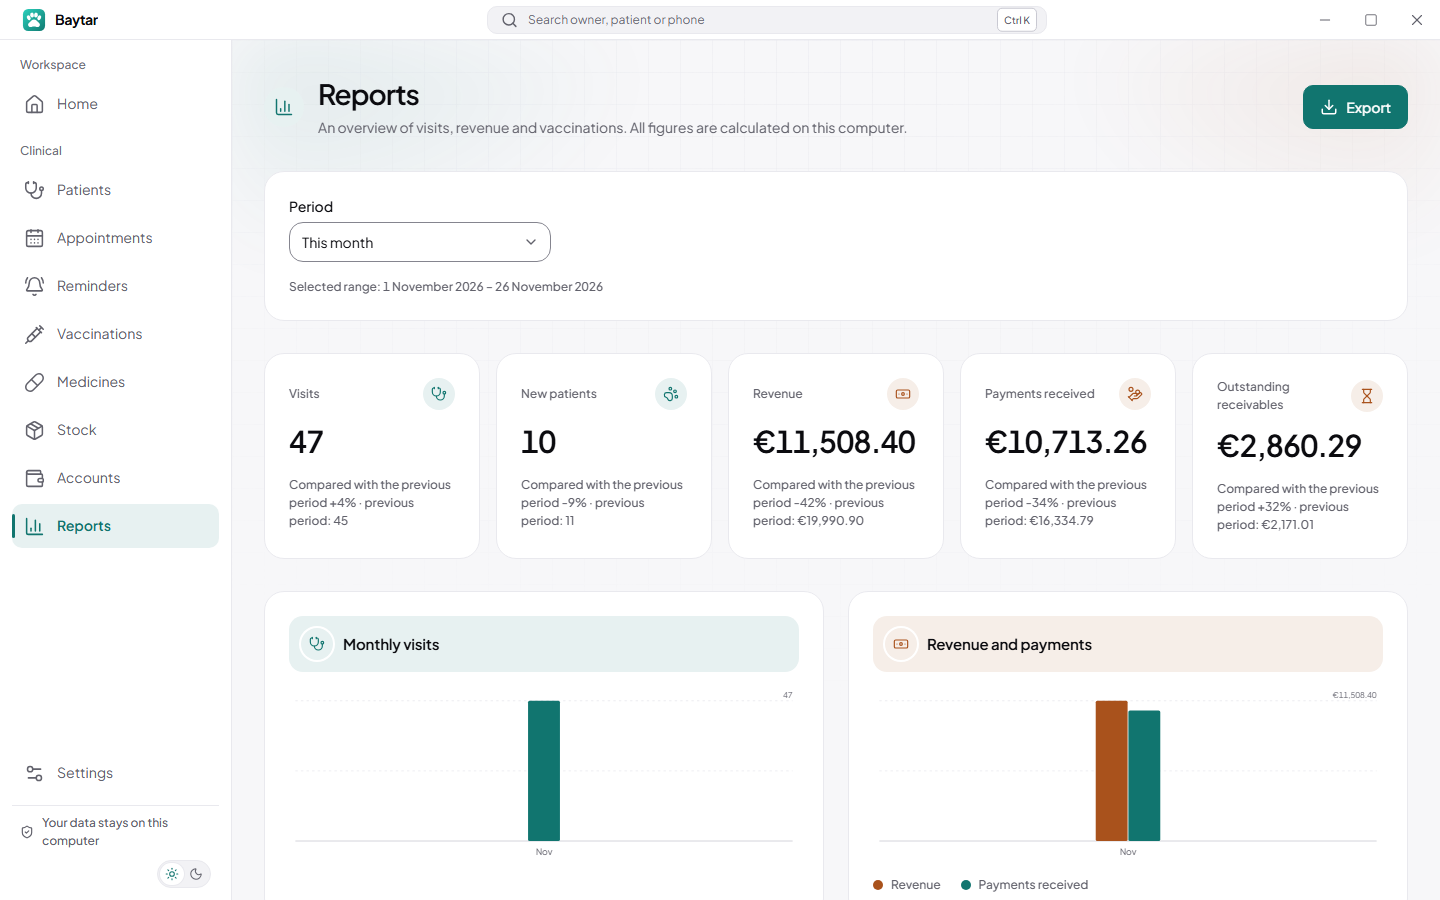 Baytar
Search owner, patient or phone
Ctrl K
Workspace
Home
Clinical
Patients
Appointments
Reminders
Vaccinations
Medicines
Stock
Accounts
Reports
Settings
Your data stays on this
computer
Reports
An overview of visits, revenue and vaccinations. All figures are calculated on this computer.
Export
Period
This month
Selected range: 1 November 2026 – 26 November 2026
Visits
47
Compared with the previous
period +4% · previous
period: 45
New patients
10
Compared with the previous
period -9% · previous
period: 11
Revenue
€11,508.40
Compared with the previous
period -42% · previous
period: €19,990.90
Payments received
€10,713.26
Compared with the previous
period -34% · previous
period: €16,334.79
Outstanding
receivables
€2,860.29
Compared with the previous
period +32% · previous
period: €2,171.01
Monthly visits
47
Nov
Revenue and payments
€11,508.40
Nov
Revenue
Payments received